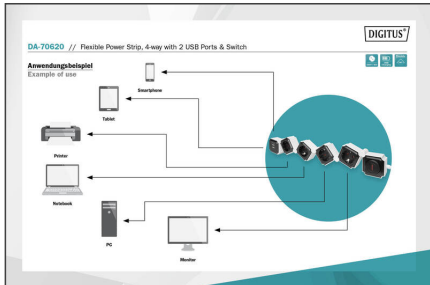 DIGITUS®
DA-70620 // Flexible Power Strip, 4-way with 2 USB Ports & Switch
Anwendungsbeispiel
Example of use
Smartphone
Tablet
Printer
Notebook
PC
Monitor